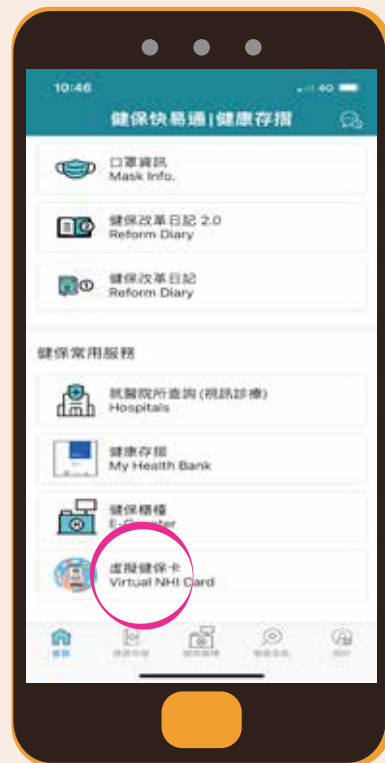 10:46
4G
健保快易通|健康存摺
口罩資訊
Mask Info.
健保改革日記 2.0
Reform Diary
健保改革日記
Reform Diary
健保常用服務
就醫院所查詢(視訊診療)
Hospitals
健康存摺
My Health Bank
健保櫃檯
E-Counter
虛擬健保卡
Virtual NHI Card